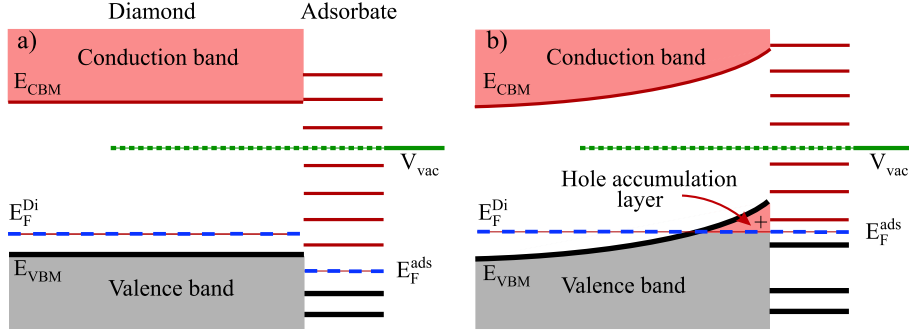 Diamond
Adsorbate
a)
Conduction band
E_CBM
V_vac
E_F^Di
E_VBM
E_F^ads
Valence band
b)
Conduction band
E_CBM
V_vac
Hole accumulation
layer
E_F^Di
+
E_F^ads
E_VBM
Valence band